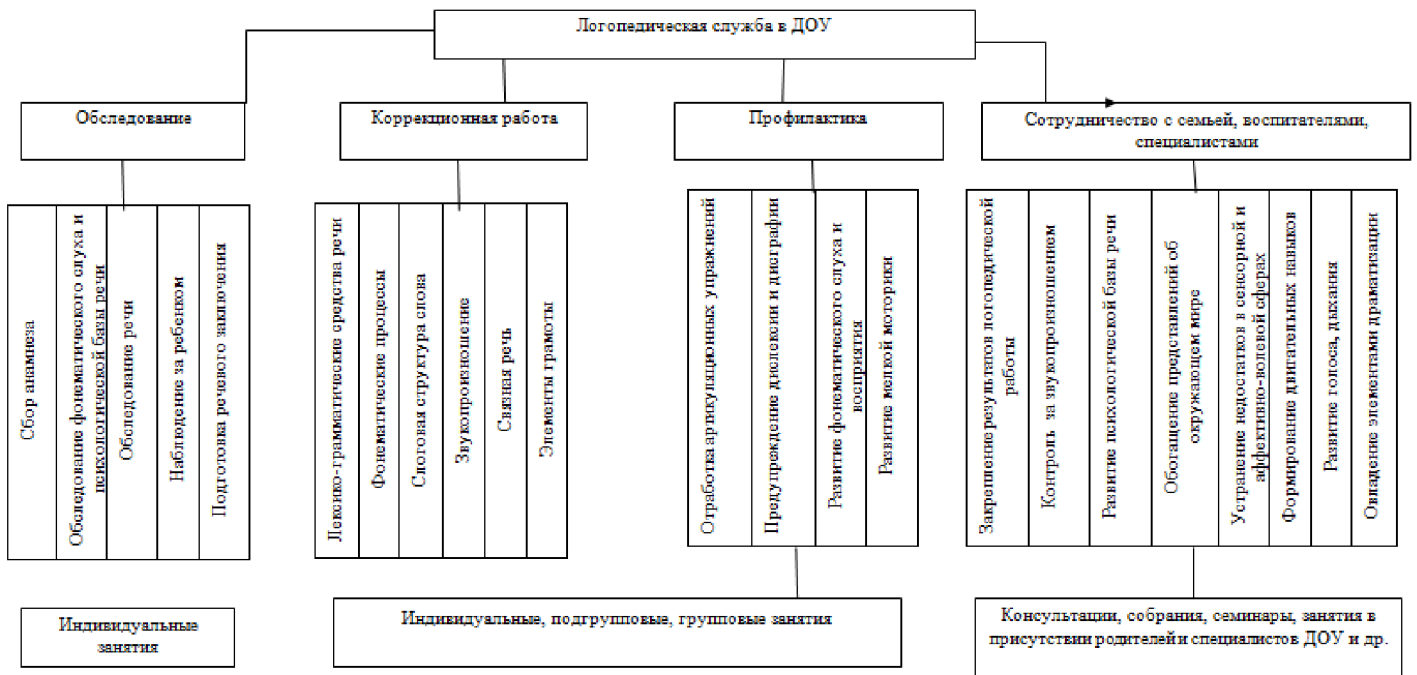 Логопедическая служба в ДОУ
Обследование
Коррекционная работа
Профилактика
Сотрудничество с семьей, воспитателями,
специалистами
Сбор анамнеза
Обследование фонематического слуха и
психологической базы речи
Обследование речи
Наблюдение за ребенком
Подготовка речевого заключения
Лексико-грамматические средства речи
Фонематические процессы
Слоговая структура слова
Звукопроизношение
Связная речь
Элементы грамоты
Отработка артикуляционных упражнений
Предупреждение дислексии и дисграфии
Развитие фонематического слуха и
восприятия
Развитие мелкой моторики
Закрепление результатов логопедической
работы
Контроль за звукопроизношением
Развитие психологической базы речи
Обогащение представлений об
окружающем мире
Устранение недостатков в сенсорной и
аффективно-волевой сферах
Формирование двигательных навыков
Развитие голоса, дыхания
Овладение элементами драматизации
Индивидуальные
занятия
Индивидуальные, подгрупповые, групповые занятия
Консультации, собрания, семинары, занятия в
присутствии родителей и специалистов ДОУ и др.